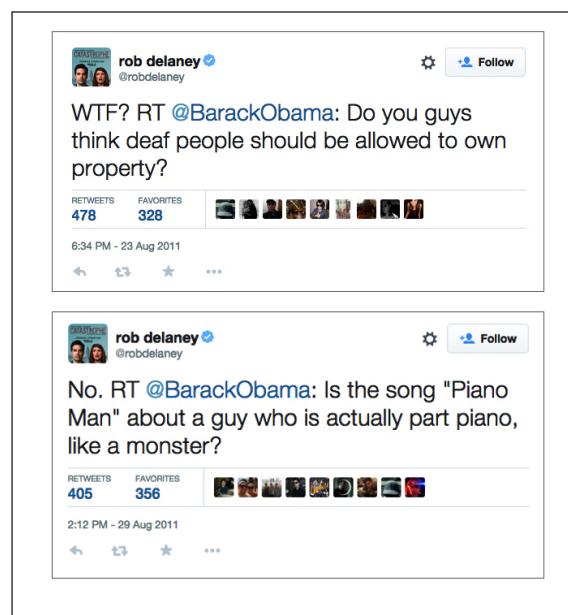 CATASTROPHE
rob delaney
@robdelaney
Follow
WTF? RT @BarackObama: Do you guys
think deaf people should be allowed to own
property?
RETWEETS FAVORITES
478 328
6:34 PM - 23 Aug 2011
CATASTROPHE
rob delaney
@robdelaney
Follow
No. RT @BarackObama: Is the song "Piano
Man" about a guy who is actually part piano,
like a monster?
RETWEETS FAVORITES
405 356
2:12 PM - 29 Aug 2011